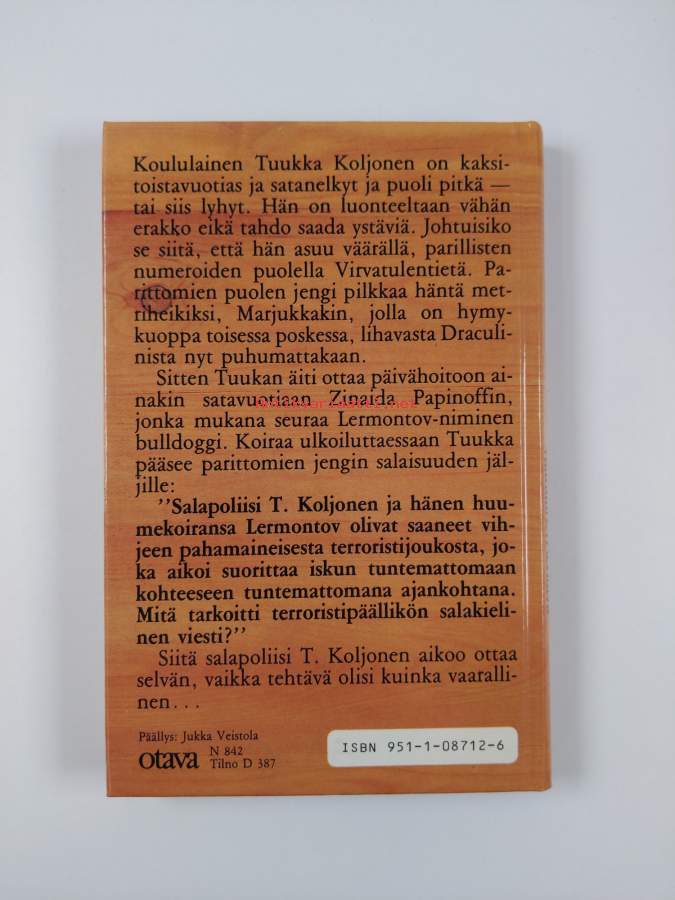 Koululainen Tuukka Koljonen on kaksi-
toistavuotias ja satanelkyt ja puoli pitkä —
tai siis lyhyt. Hän on luonteeltaan vähän
erakko eikä tahdo saada ystäviä. Johtuisiko
se siitä, että hän asuu väärällä, parillisten
numeroiden puolella Virvatulentietä. Pa-
rittomien puolen jengi pilkkaa häntä met-
riheikiksi, Marjukkakin, jolla on hymy-
kuoppa toisessa poskessa, lihavasta Draculi-
nista nyt puhumattakaan.
Sitten Tuukan äiti ottaa päivähoitoon ai-
nakin satavuotiaan Zinaida Papinoffin,
jonka mukana seuraa Lermontov-niminen
bulldoggi. Koiraa ulkoiluttaessaan Tuukka
pääsee parittomien jengin salaisuuden jäl-
jille:
''Salapoliisi T. Koljonen ja hänen huu-
mekoiransa Lermontov olivat saaneet vih-
jeen pahamaineisesta terroristijoukosta, jo-
ka aikoi suorittaa iskun tuntemattomaan
kohteeseen tuntemattomana ajankohtana.
Mitä tarkoitti terroristipäällikön salakieli-
nen viesti?''
Siitä salapoliisi T. Koljonen aikoo ottaa
selvän, vaikka tehtävä olisi kuinka vaaralli-
nen...
Päällys: Jukka Veistola
otava
N 842
Tilno D 387
ISBN 951-1-08712-6